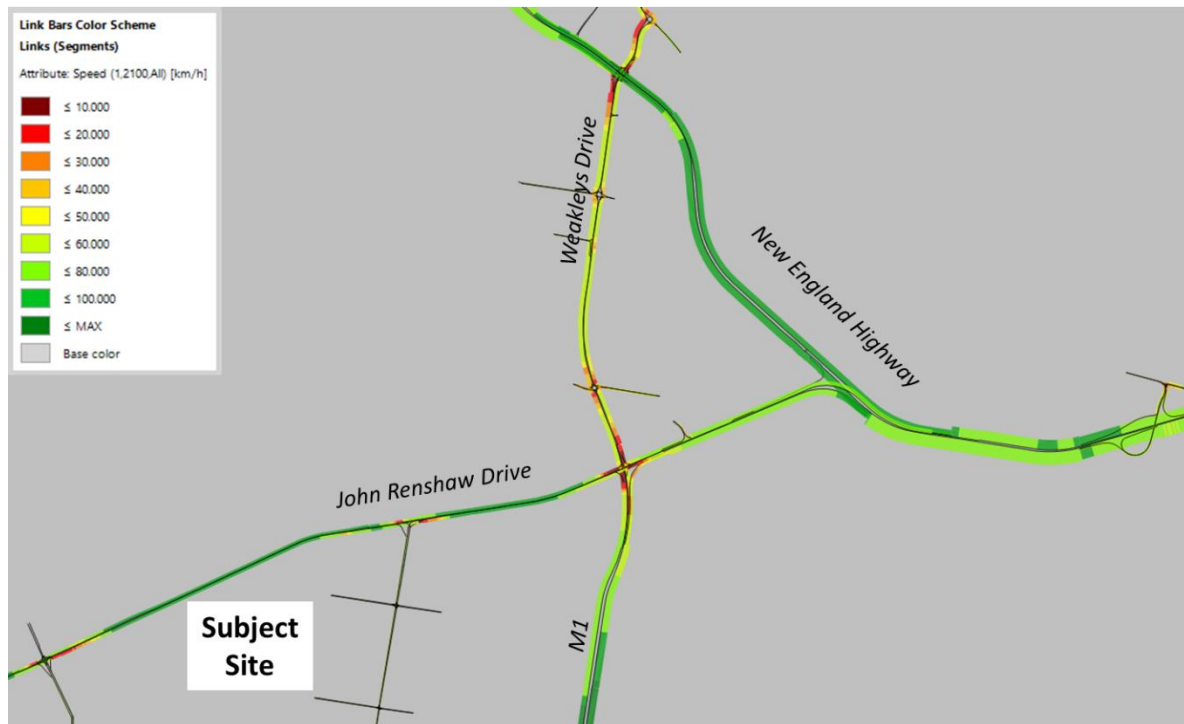 Link Bars Color Scheme
Links (Segments)
Attribute: Speed (1,2100,All) [km/h]
≤ 10.000
≤ 20.000
≤ 30.000
≤ 40.000
≤ 50.000
≤ 60.000
≤ 80.000
≤ 100.000
≤ MAX
Base color
Weakleys Drive
New England Highway
John Renshaw Drive
Subject
Site
M1